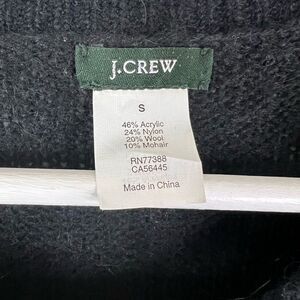 J.CREW
S
46% Acrylic
24% Nylon
20% Wool
10% Mohair
RN77388
CA56445
Made in China